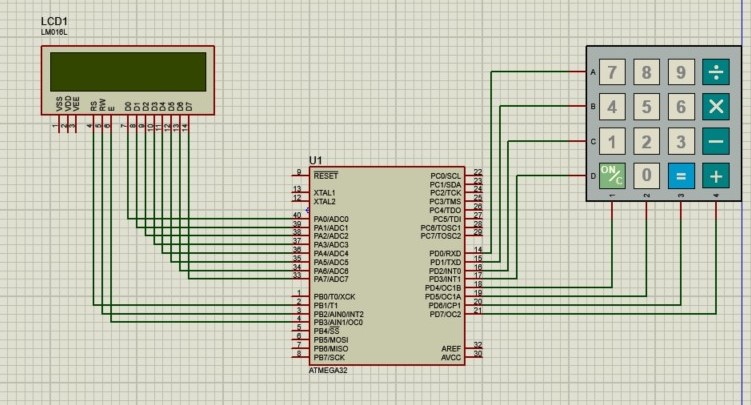 LCD1
LM016L
VSS VDD VEE RS RW E D0 D1 D2 D3 D4 D5 D6 D7
1 2 3 4 5 6 7 8 9 10 11 12 13 14
A 7 8 9 ÷
B 4 5 6 ×
C 1 2 3 −
D ON/C 0 = +
1 2 3 4
U1
9 RESET PC0/SCL 22
PC1/SDA 23
13 XTAL1 PC2/TCK 24
12 XTAL2 PC3/TMS 25
PC4/TDO 26
40 PA0/ADC0 PC5/TDI 27
39 PA1/ADC1 PC6/TOSC1 28
38 PA2/ADC2 PC7/TOSC2 29
37 PA3/ADC3
36 PA4/ADC4 PD0/RXD 14
35 PA5/ADC5 PD1/TXD 15
34 PA6/ADC6 PD2/INT0 16
33 PA7/ADC7 PD3/INT1 17
PD4/OC1B 18
1 PB0/T0/XCK PD5/OC1A 19
2 PB1/T1 PD6/ICP1 20
3 PB2/AIN0/INT2 PD7/OC2 21
4 PB3/AIN1/OC0
5 PB4/SS
6 PB5/MOSI
7 PB6/MISO AREF 32
8 PB7/SCK AVCC 30
ATMEGA32